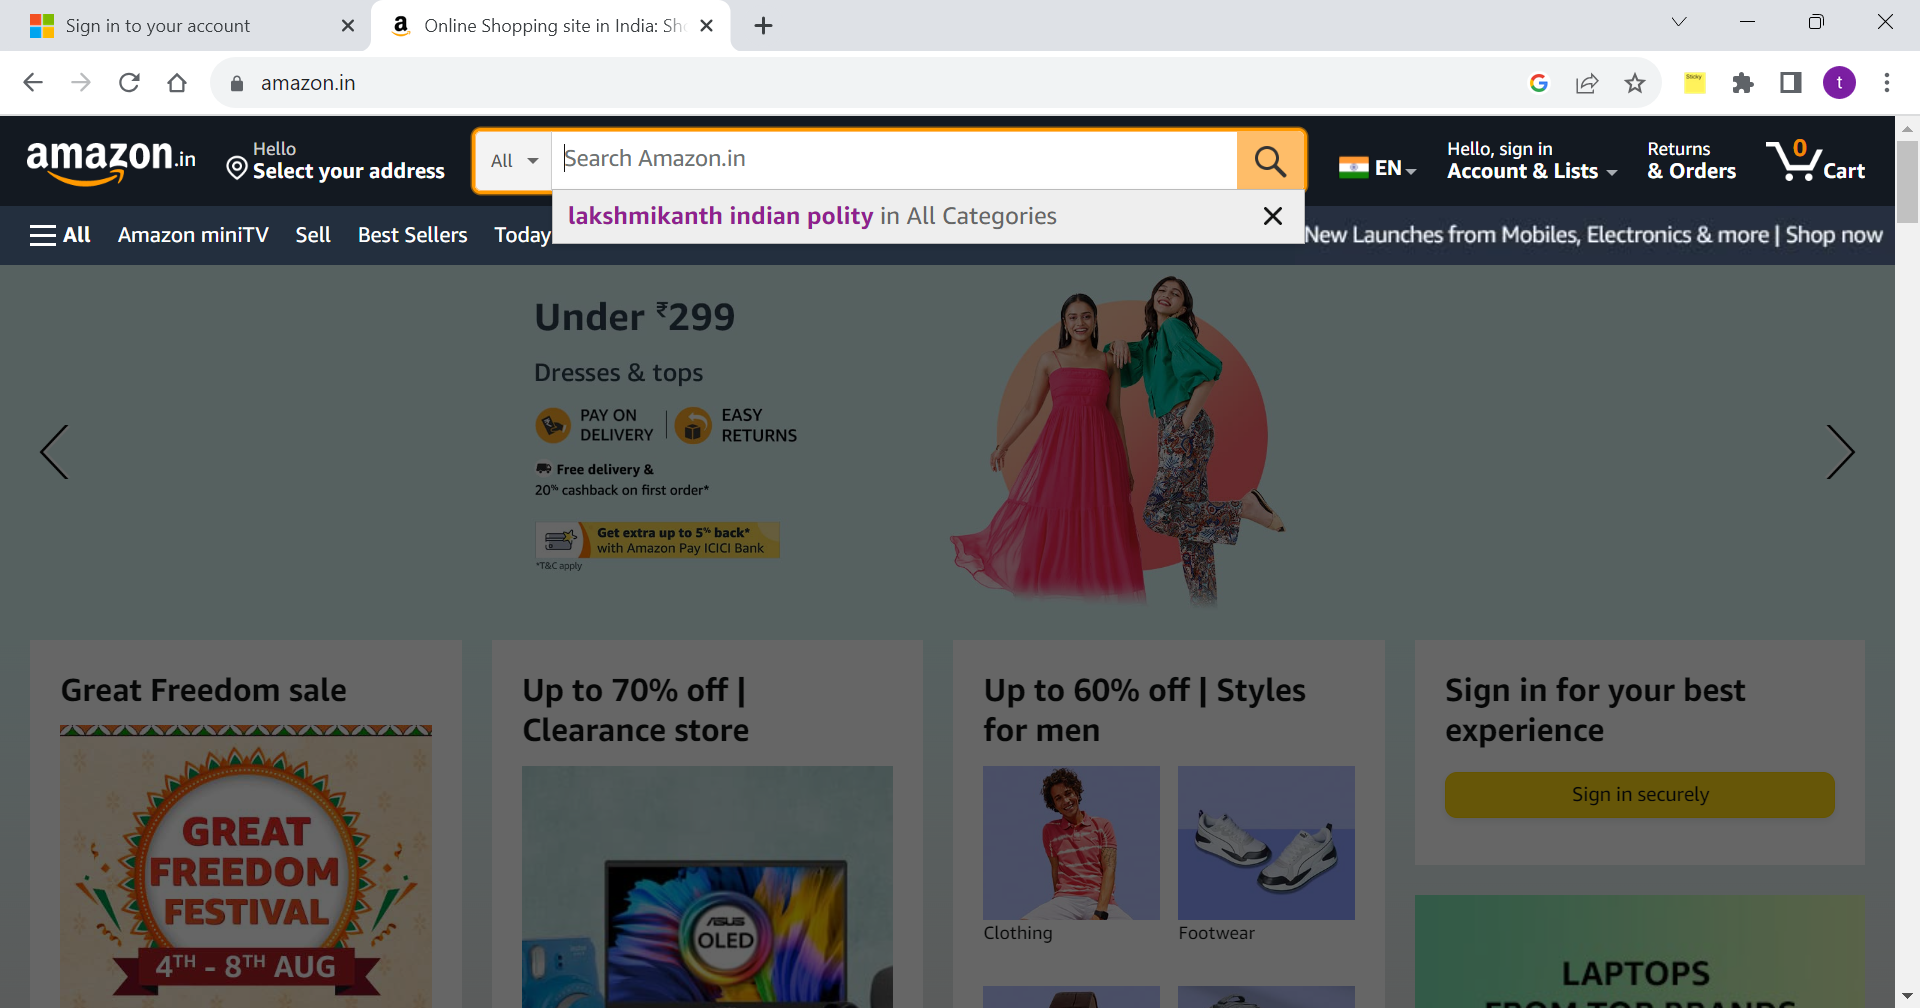 Sign in to your account
Online Shopping site in India: Sh
amazon.in
Sticky
t
amazon.in
Hello
Select your address
All
Search Amazon.in
EN
Hello, sign in
Account & Lists
Returns
& Orders
0
Cart
lakshmikanth indian polity in All Categories
All
Amazon miniTV
Sell
Best Sellers
Today
New Launches from Mobiles, Electronics & more | Shop now
Under ₹299
Dresses & tops
PAY ON
DELIVERY
EASY
RETURNS
Free delivery &
20% cashback on first order*
Get extra up to 5% back*
with Amazon Pay ICICI Bank
*T&C apply
Great Freedom sale
GREAT
FREEDOM
FESTIVAL
4TH - 8TH AUG
Up to 70% off |
Clearance store
ASUS
OLED
Up to 60% off | Styles
for men
Clothing
Footwear
Sign in for your best
experience
Sign in securely
LAPTOPS
FROM TOP BRANDS